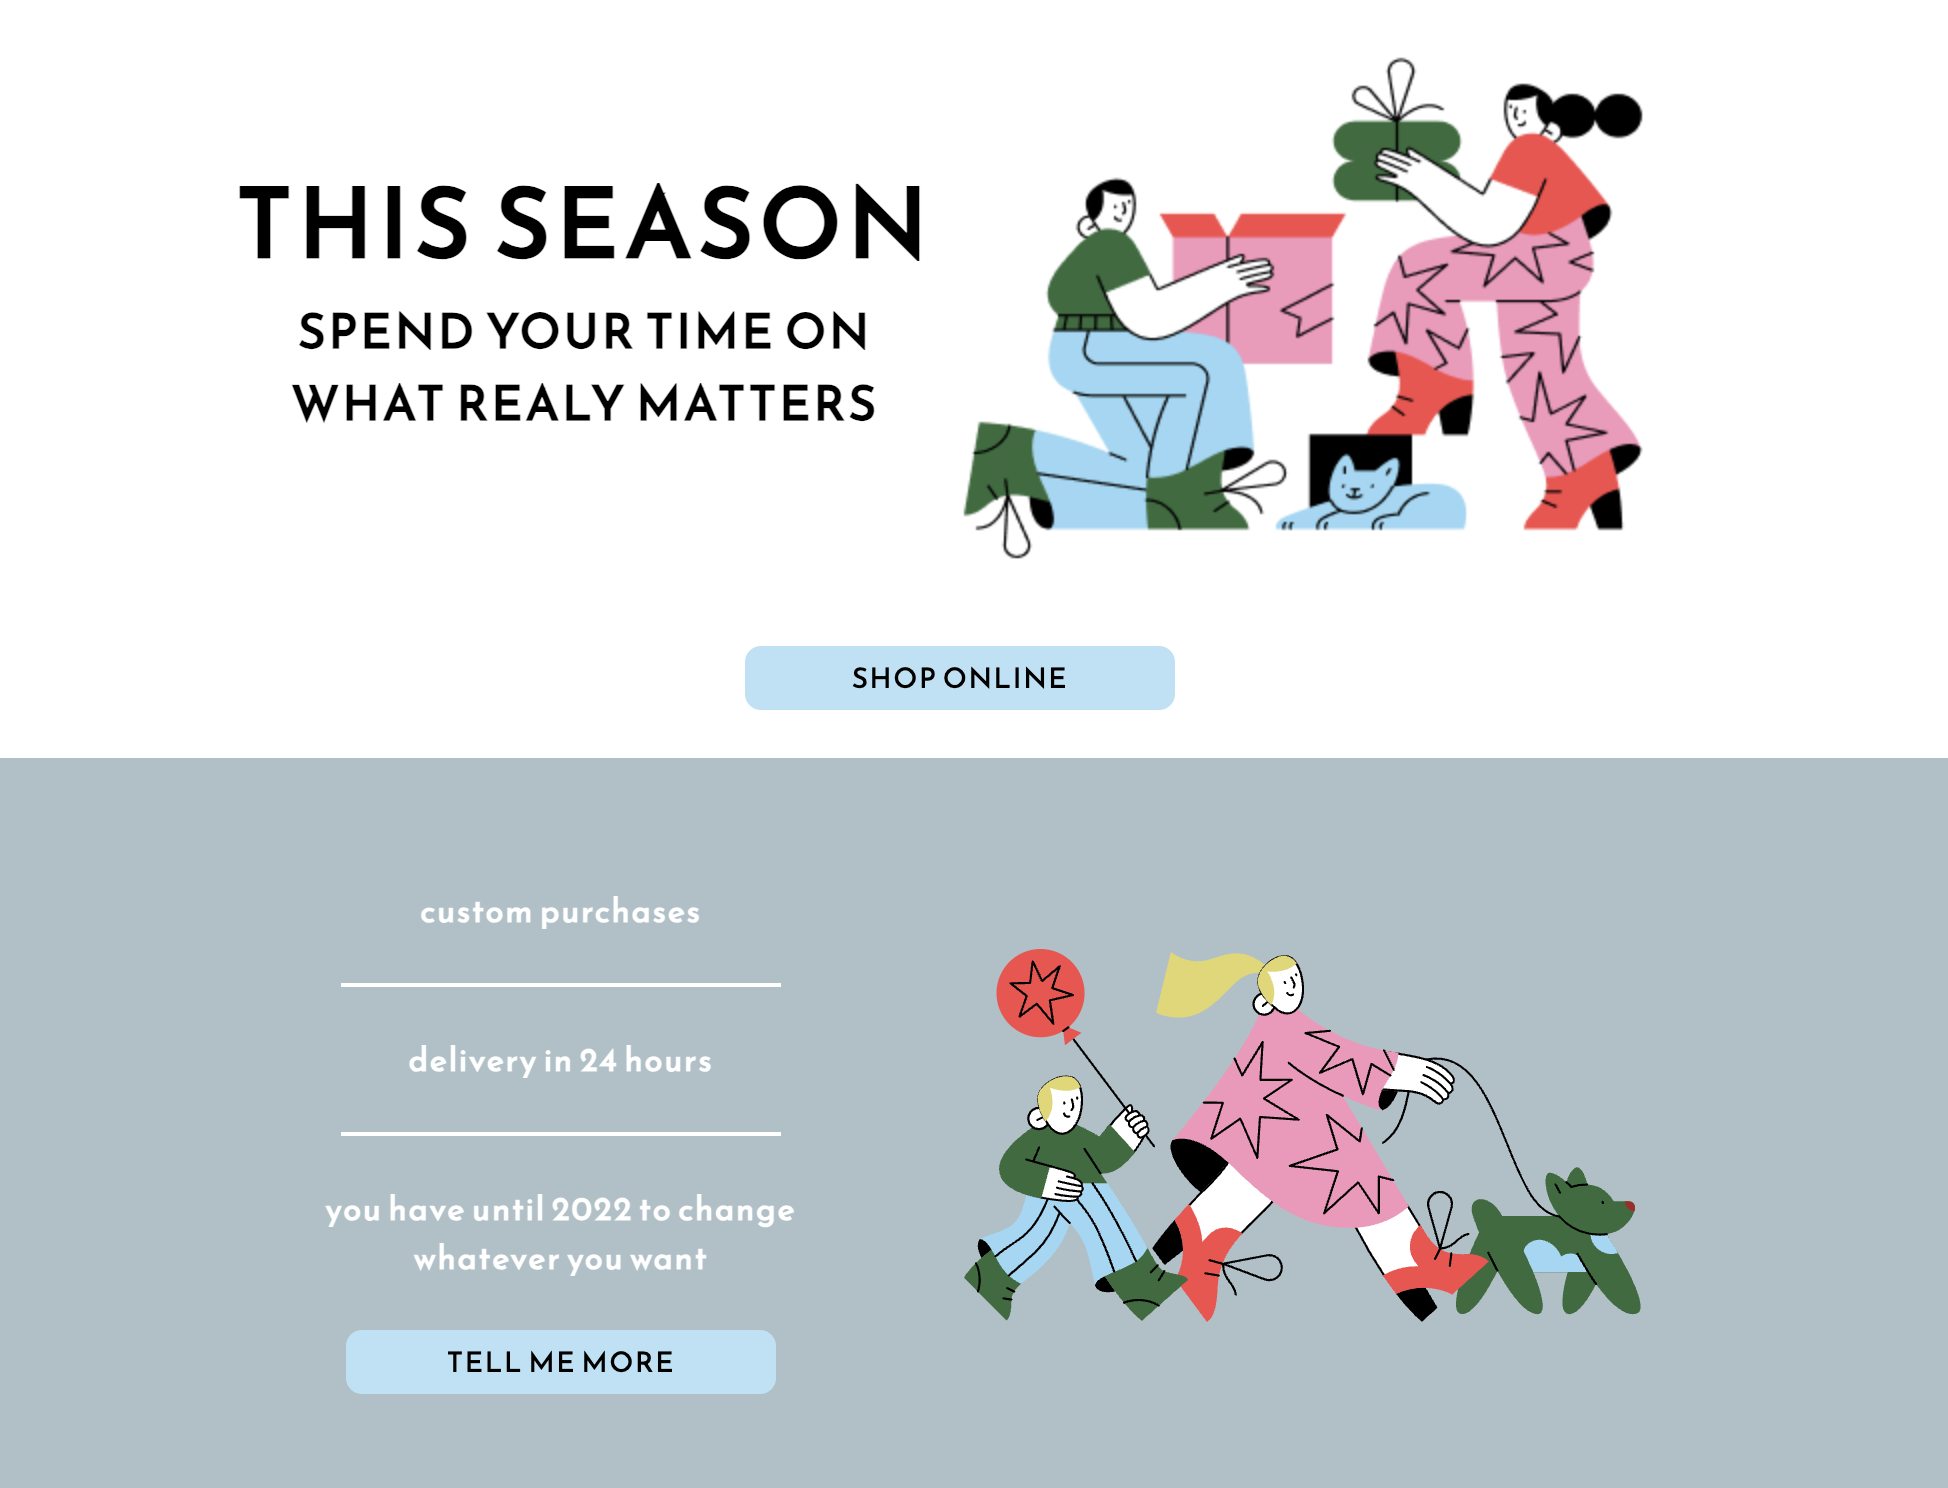 THIS SEASON
SPEND YOUR TIME ON
WHAT REALY MATTERS
SHOP ONLINE
custom purchases
delivery in 24 hours
you have until 2022 to change
whatever you want
TELL ME MORE